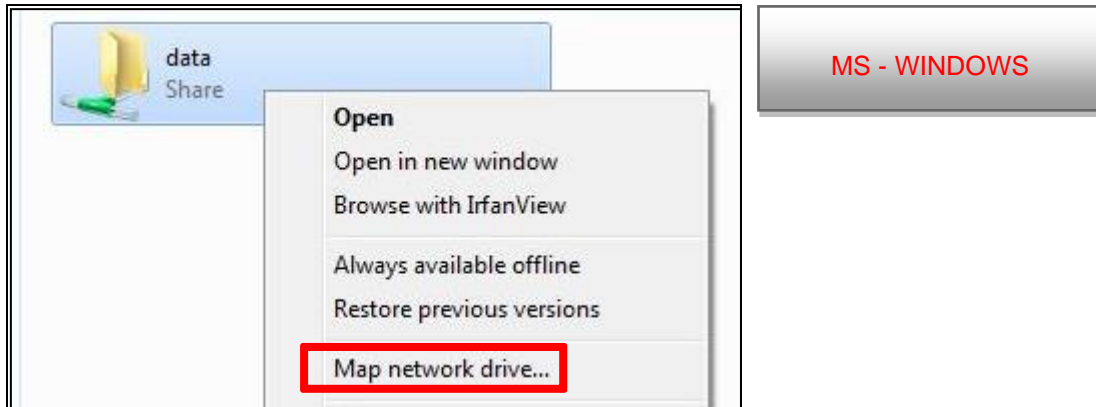 data
Share
Open
Open in new window
Browse with IrfanView
Always available offline
Restore previous versions
Map network drive...
MS - WINDOWS